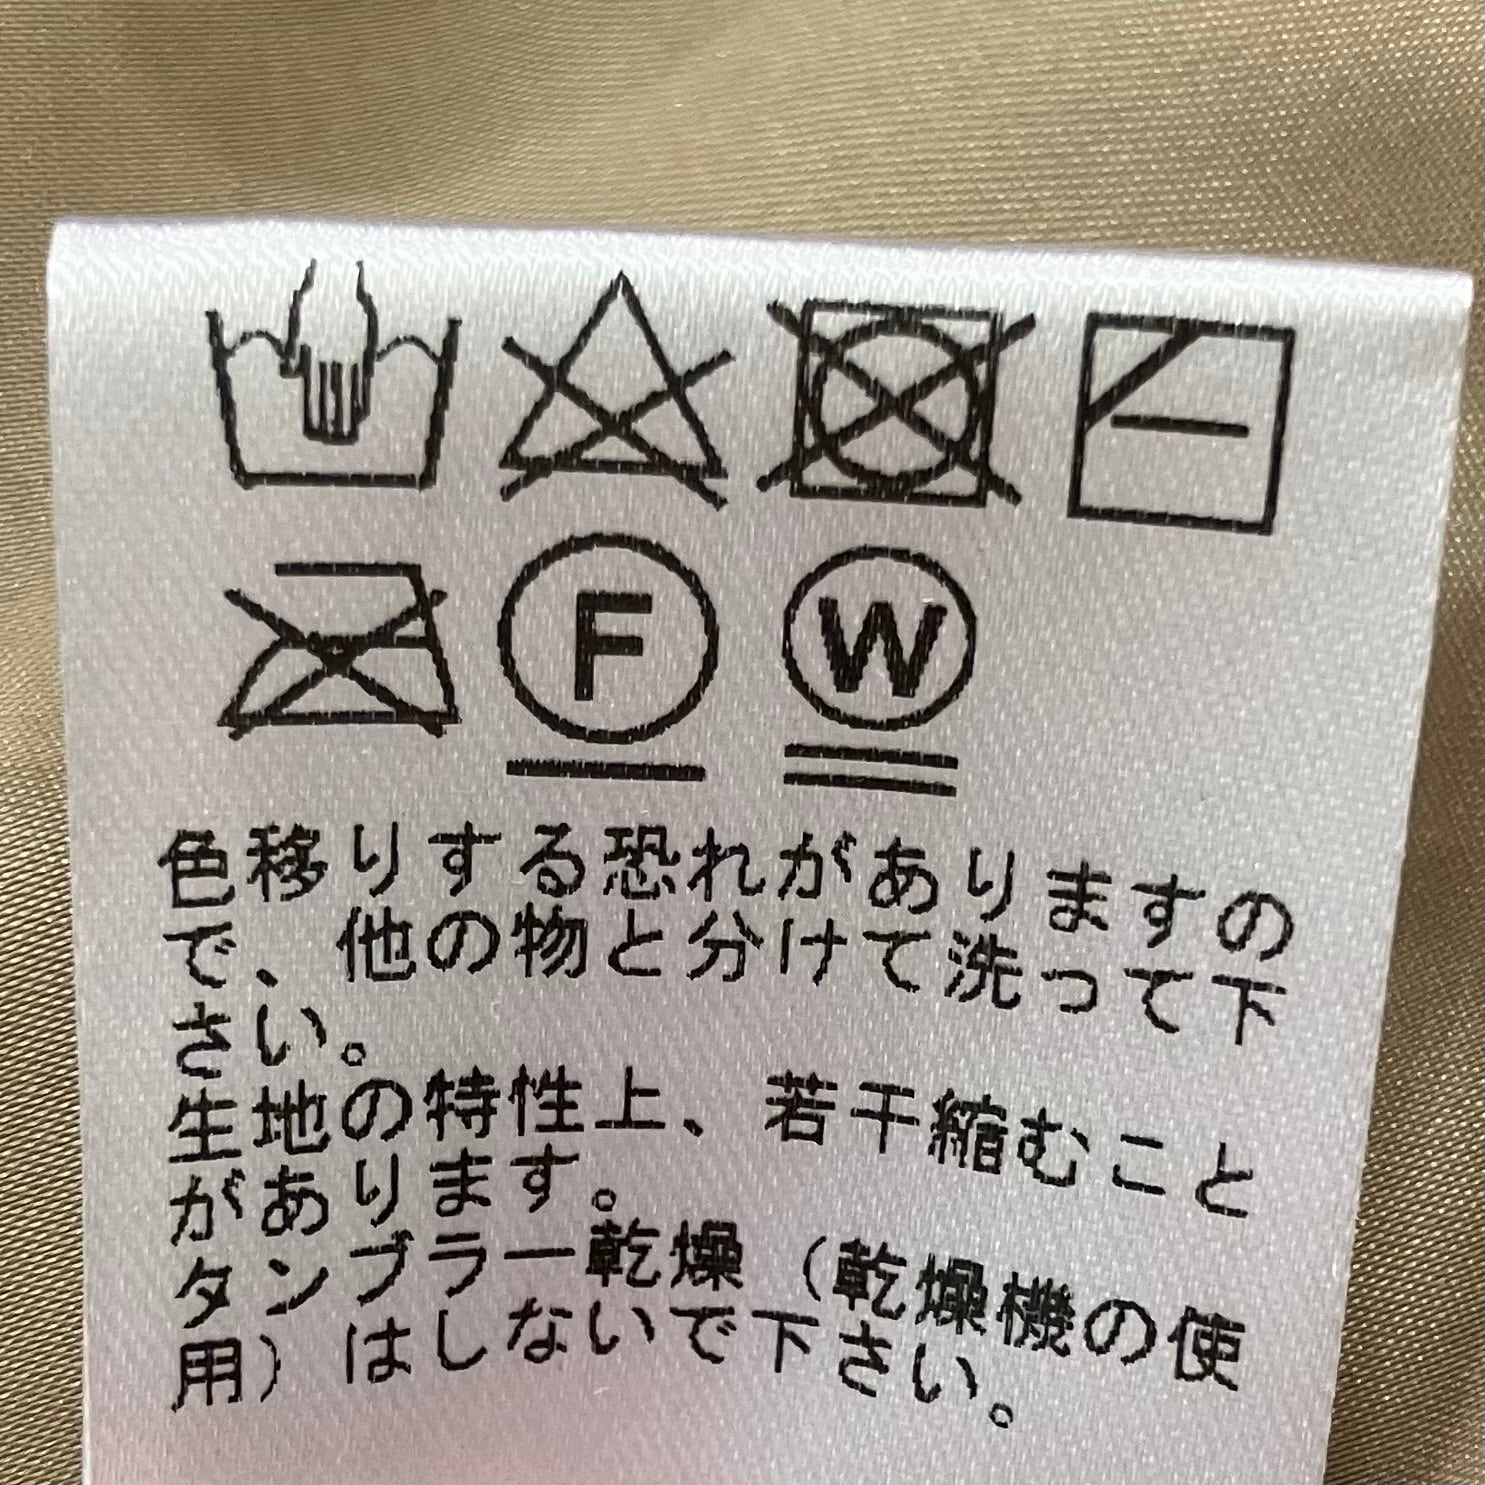 F W
色移りする恐れがありますの
で、他の物と分けて洗って下
さい。
生地の特性上、若干縮むこと
があります。
タンブラー乾燥（乾燥機の使
用）はしないで下さい。